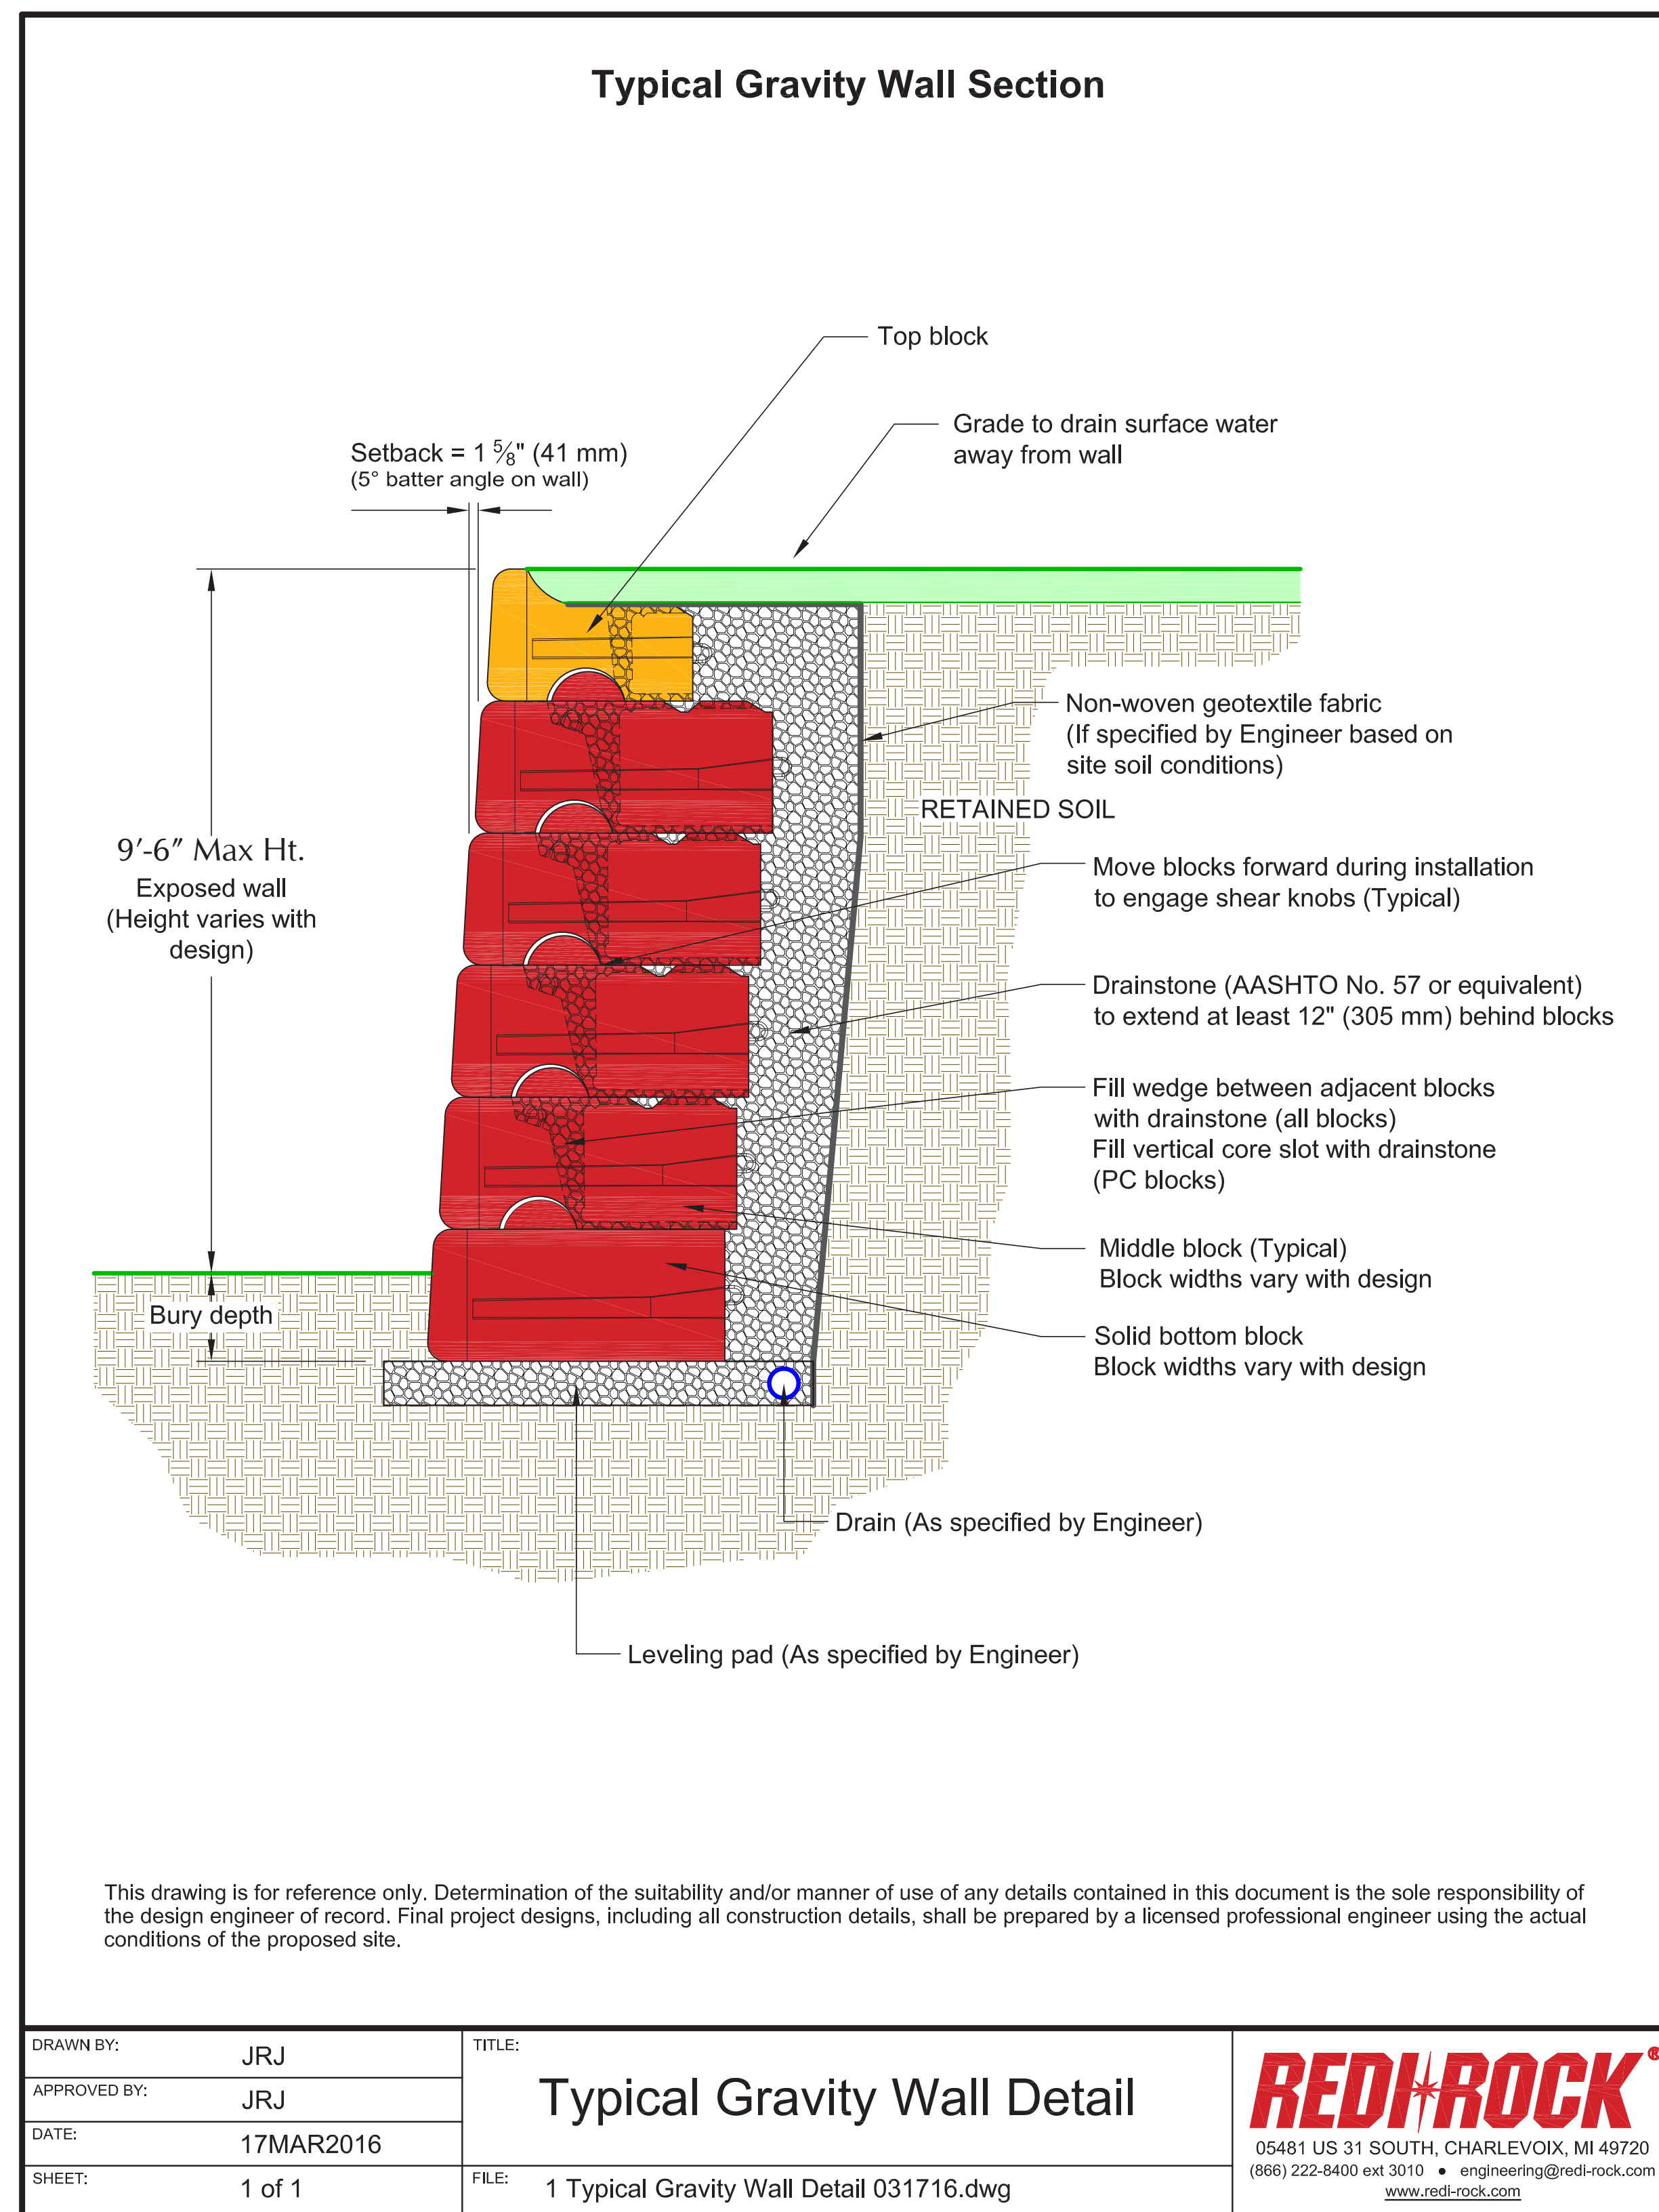 Typical Gravity Wall Section
Top block
Grade to drain surface water
away from wall
Setback = 1 5⁄8" (41 mm)
(5° batter angle on wall)
Non-woven geotextile fabric
(If specified by Engineer based on
site soil conditions)
RETAINED SOIL
9′-6″ Max Ht.
Exposed wall
(Height varies with
design)
Move blocks forward during installation
to engage shear knobs (Typical)
Drainstone (AASHTO No. 57 or equivalent)
to extend at least 12" (305 mm) behind blocks
Fill wedge between adjacent blocks
with drainstone (all blocks)
Fill vertical core slot with drainstone
(PC blocks)
Middle block (Typical)
Block widths vary with design
Bury depth
Solid bottom block
Block widths vary with design
Drain (As specified by Engineer)
Leveling pad (As specified by Engineer)
This drawing is for reference only. Determination of the suitability and/or manner of use of any details contained in this document is the sole responsibility of
the design engineer of record. Final project designs, including all construction details, shall be prepared by a licensed professional engineer using the actual
conditions of the proposed site.
DRAWN BY: JRJ
APPROVED BY: JRJ
DATE: 17MAR2016
SHEET: 1 of 1
TITLE:
Typical Gravity Wall Detail
FILE: 1 Typical Gravity Wall Detail 031716.dwg
REDI-ROCK®
05481 US 31 SOUTH, CHARLEVOIX, MI 49720
(866) 222-8400 ext 3010 ● engineering@redi-rock.com
www.redi-rock.com